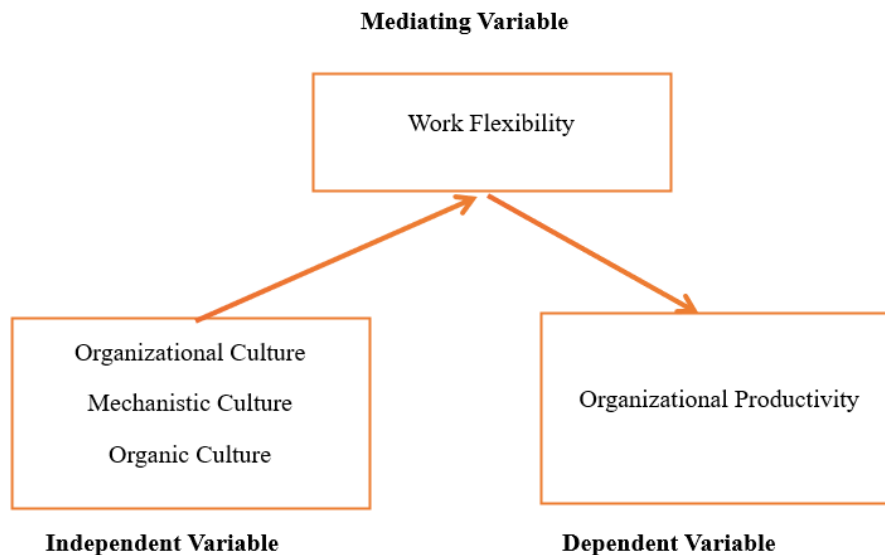 Mediating Variable
Work Flexibility
Organizational Culture
Mechanistic Culture
Organic Culture
Organizational Productivity
Independent Variable
Dependent Variable